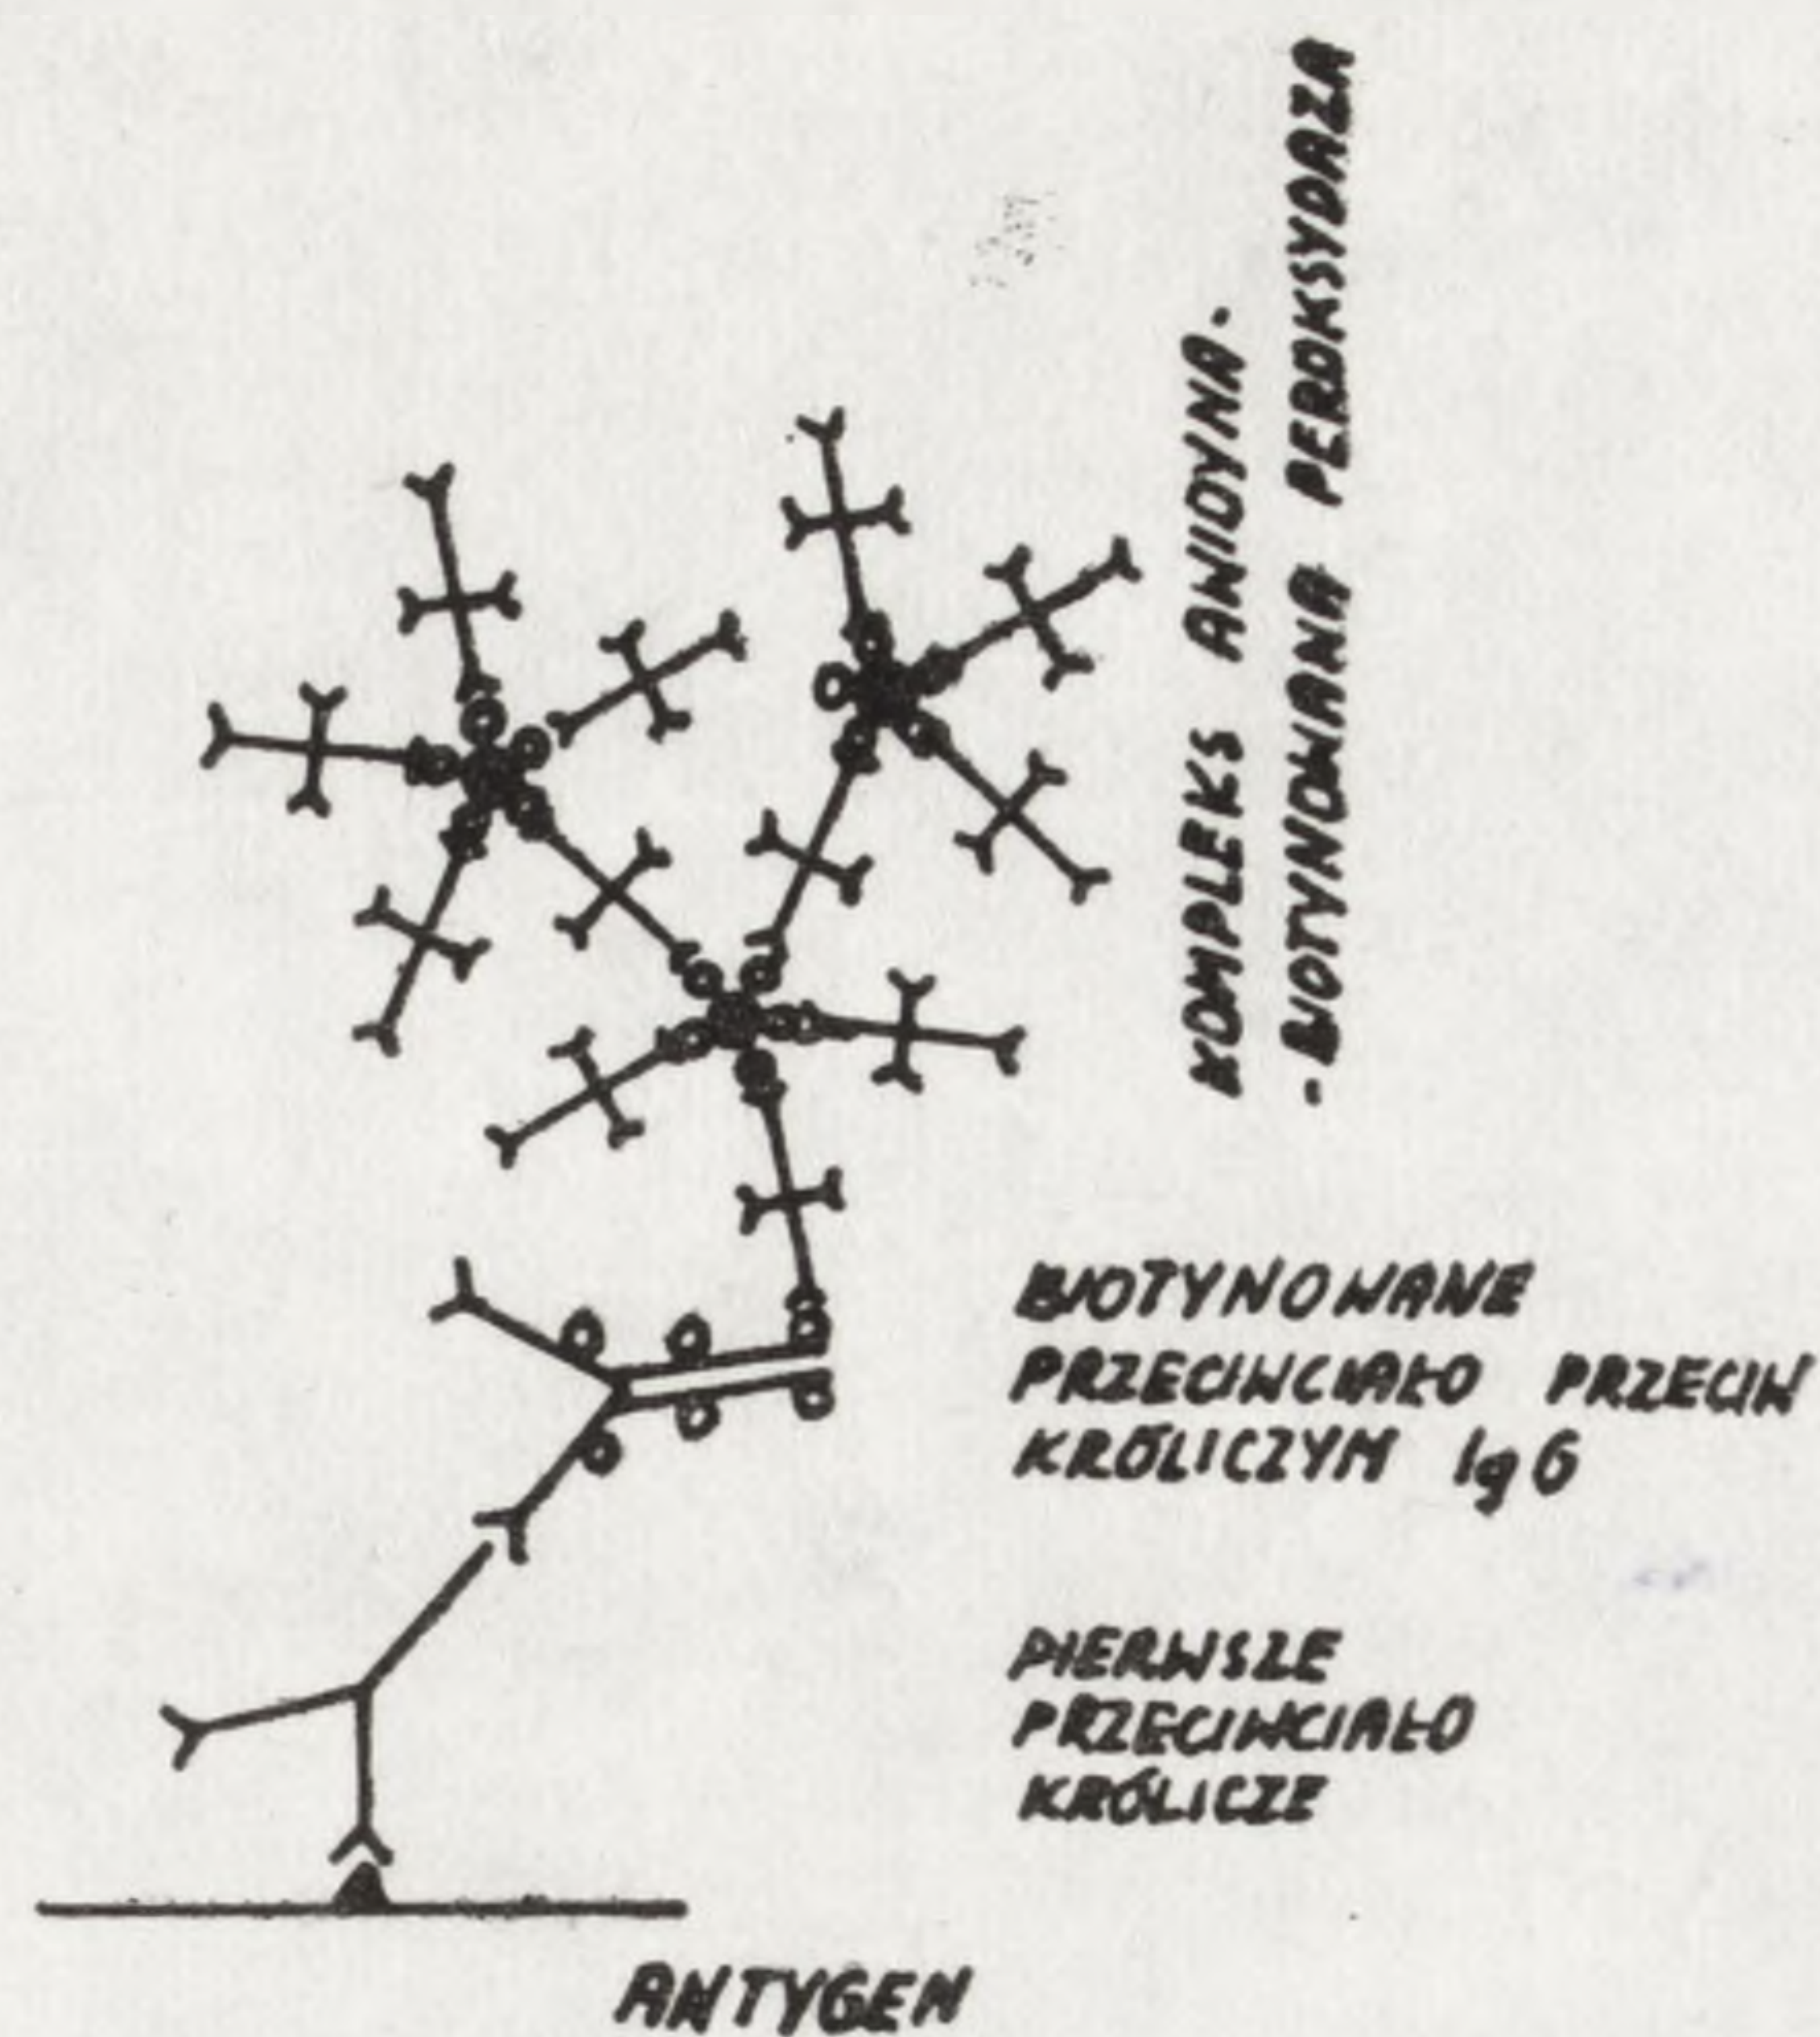 KOMPLEKS AWIDYNA-
-BIOTYNOWANA PEROKSYDAZA
BIOTYNOWANE
PRZECIWCIAŁO PRZECIW
KRÓLICZYM IgG
PIERWSZE
PRZECIWCIAŁO
KRÓLICZE
ANTYGEN